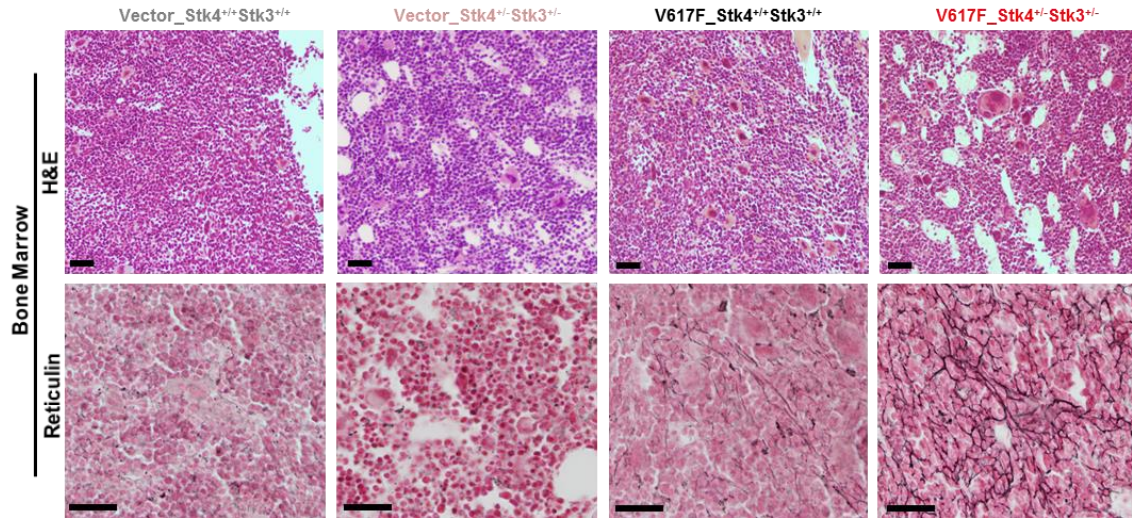 Vector_Stk4+/+Stk3+/+
Vector_Stk4+/-Stk3+/-
V617F_Stk4+/+Stk3+/+
V617F_Stk4+/-Stk3+/-
Bone Marrow
H&E
Reticulin